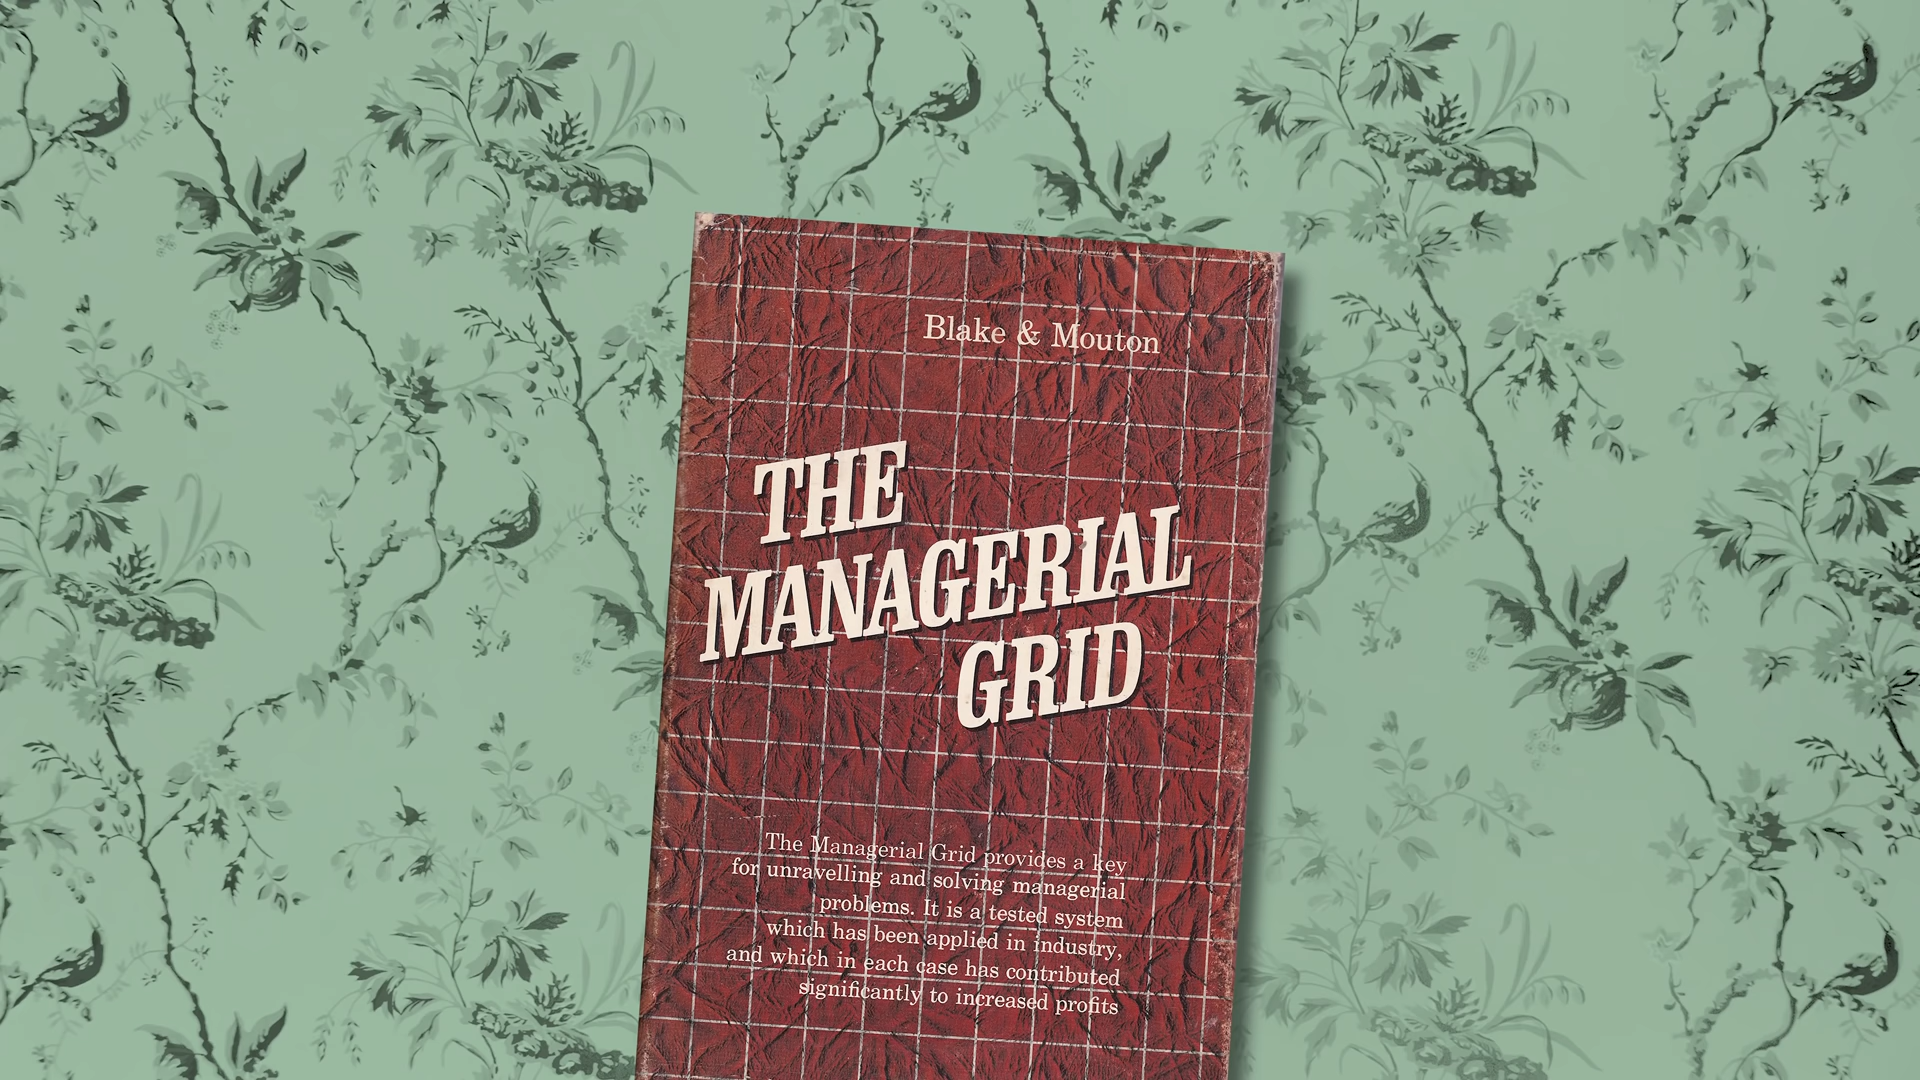 Blake & Mouton
THE
MANAGERIAL
GRID
The Managerial Grid provides a key
for unravelling and solving managerial
problems. It is a tested system
which has been applied in industry,
and which in each case has contributed
significantly to increased profits